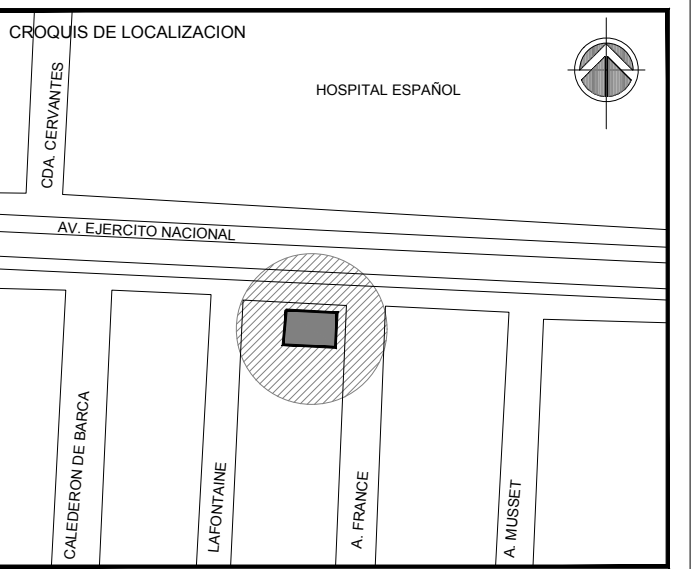 CROQUIS DE LOCALIZACION
HOSPITAL ESPAÑOL
CDA. CERVANTES
AV. EJERCITO NACIONAL
CALEDERON DE BARCA
LAFONTAINE
A. FRANCE
A. MUSSET